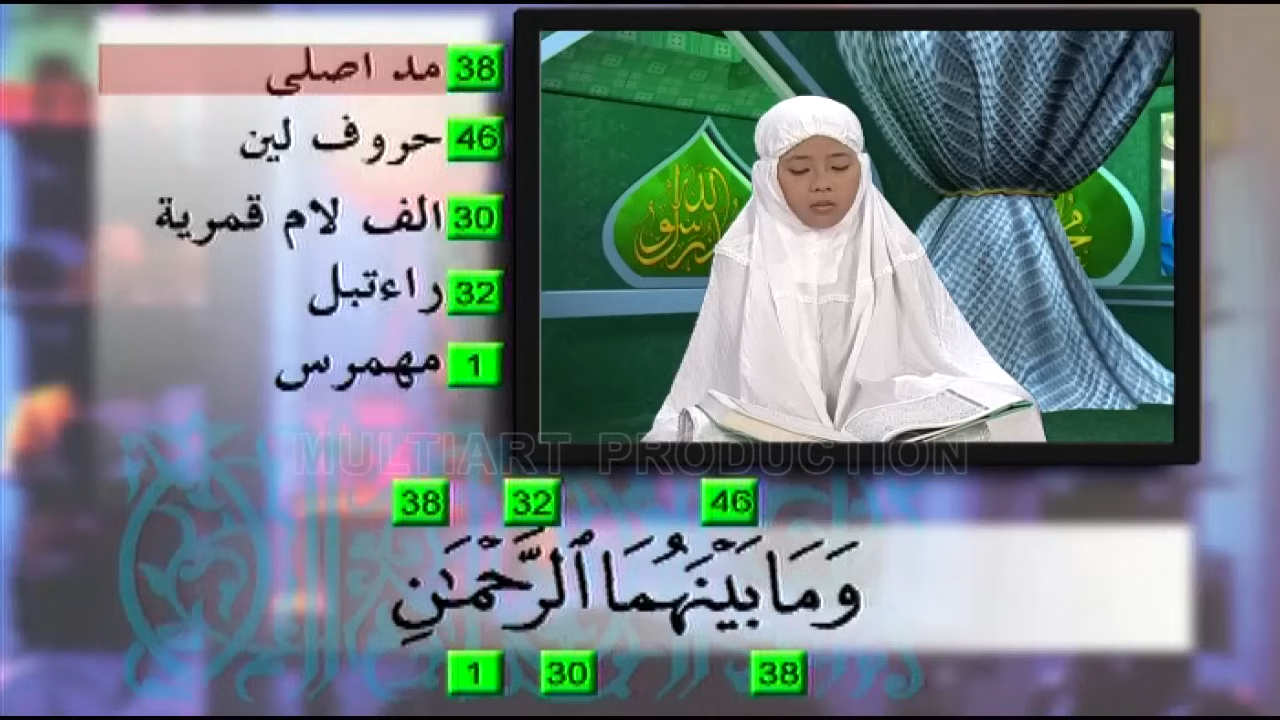 مد اصلي 38
حروف لين 46
الف لام قمرية 30
راءتبل 32
مهمرس 1
MULTIART PRODUCTION
38 32 46
وَمَا بَيْنَهُمَا ٱلرَّحْمَـٰنِ
1 30 38